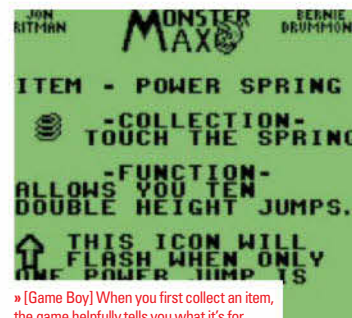 JON
RITMAN
MONSTER
MAX
BERNIE
DRUMMON
ITEM - POWER SPRING
-COLLECTION-
TOUCH THE SPRING
-FUNCTION-
ALLOWS YOU TEN
DOUBLE HEIGHT JUMPS.
THIS ICON WILL
FLASH WHEN ONLY
ONE POWER JUMP IS
» [Game Boy] When you first collect an item,
the game helpfully tells you what it's for.